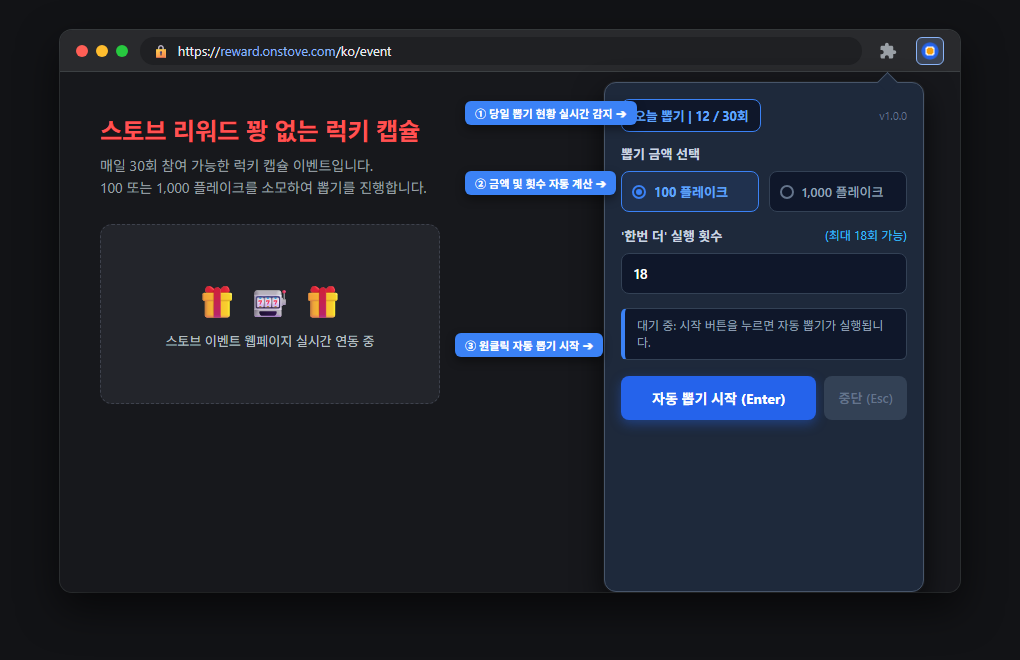 https://reward.onstove.com/ko/event
스토브 리워드 꽝 없는 럭키 캡슐
매일 30회 참여 가능한 럭키 캡슐 이벤트입니다.
100 또는 1,000 플레이크를 소모하여 뽑기를 진행합니다.
777
스토브 이벤트 웹페이지 실시간 연동 중
① 당일 뽑기 현황 실시간 감지 ➔
오늘 뽑기 | 12 / 30회
v1.0.0
뽑기 금액 선택
② 금액 및 횟수 자동 계산 ➔
100 플레이크
1,000 플레이크
'한번 더' 실행 횟수
(최대 18회 가능)
18
대기 중: 시작 버튼을 누르면 자동 뽑기가 실행됩니
다.
③ 원클릭 자동 뽑기 시작 ➔
자동 뽑기 시작 (Enter)
중단 (Esc)